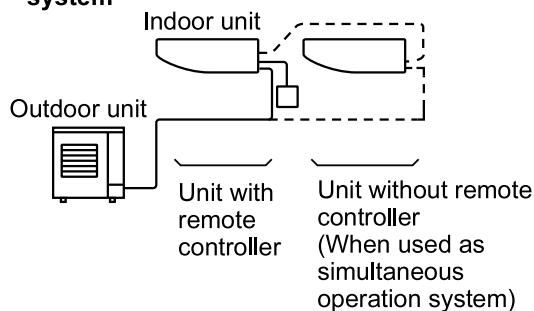 system
Indoor unit
Outdoor unit
Unit with
remote
controller
Unit without remote
controller
(When used as
simultaneous
operation system)